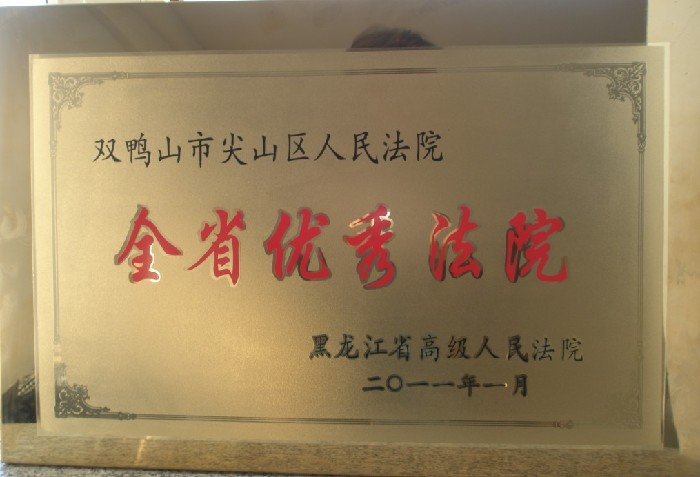 双鸭山市尖山区人民法院
全省优秀法院
黑龙江省高级人民法院
二〇一一年一月